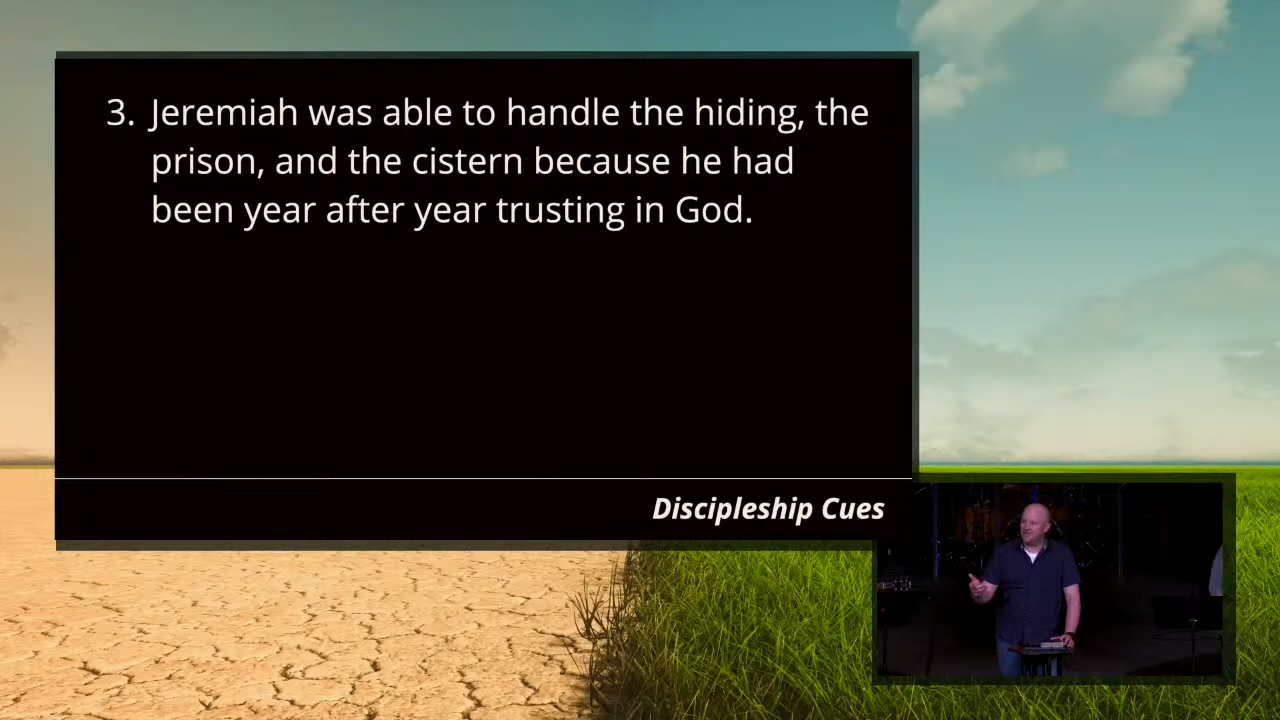 3. Jeremiah was able to handle the hiding, the
prison, and the cistern because he had
been year after year trusting in God.
Discipleship Cues